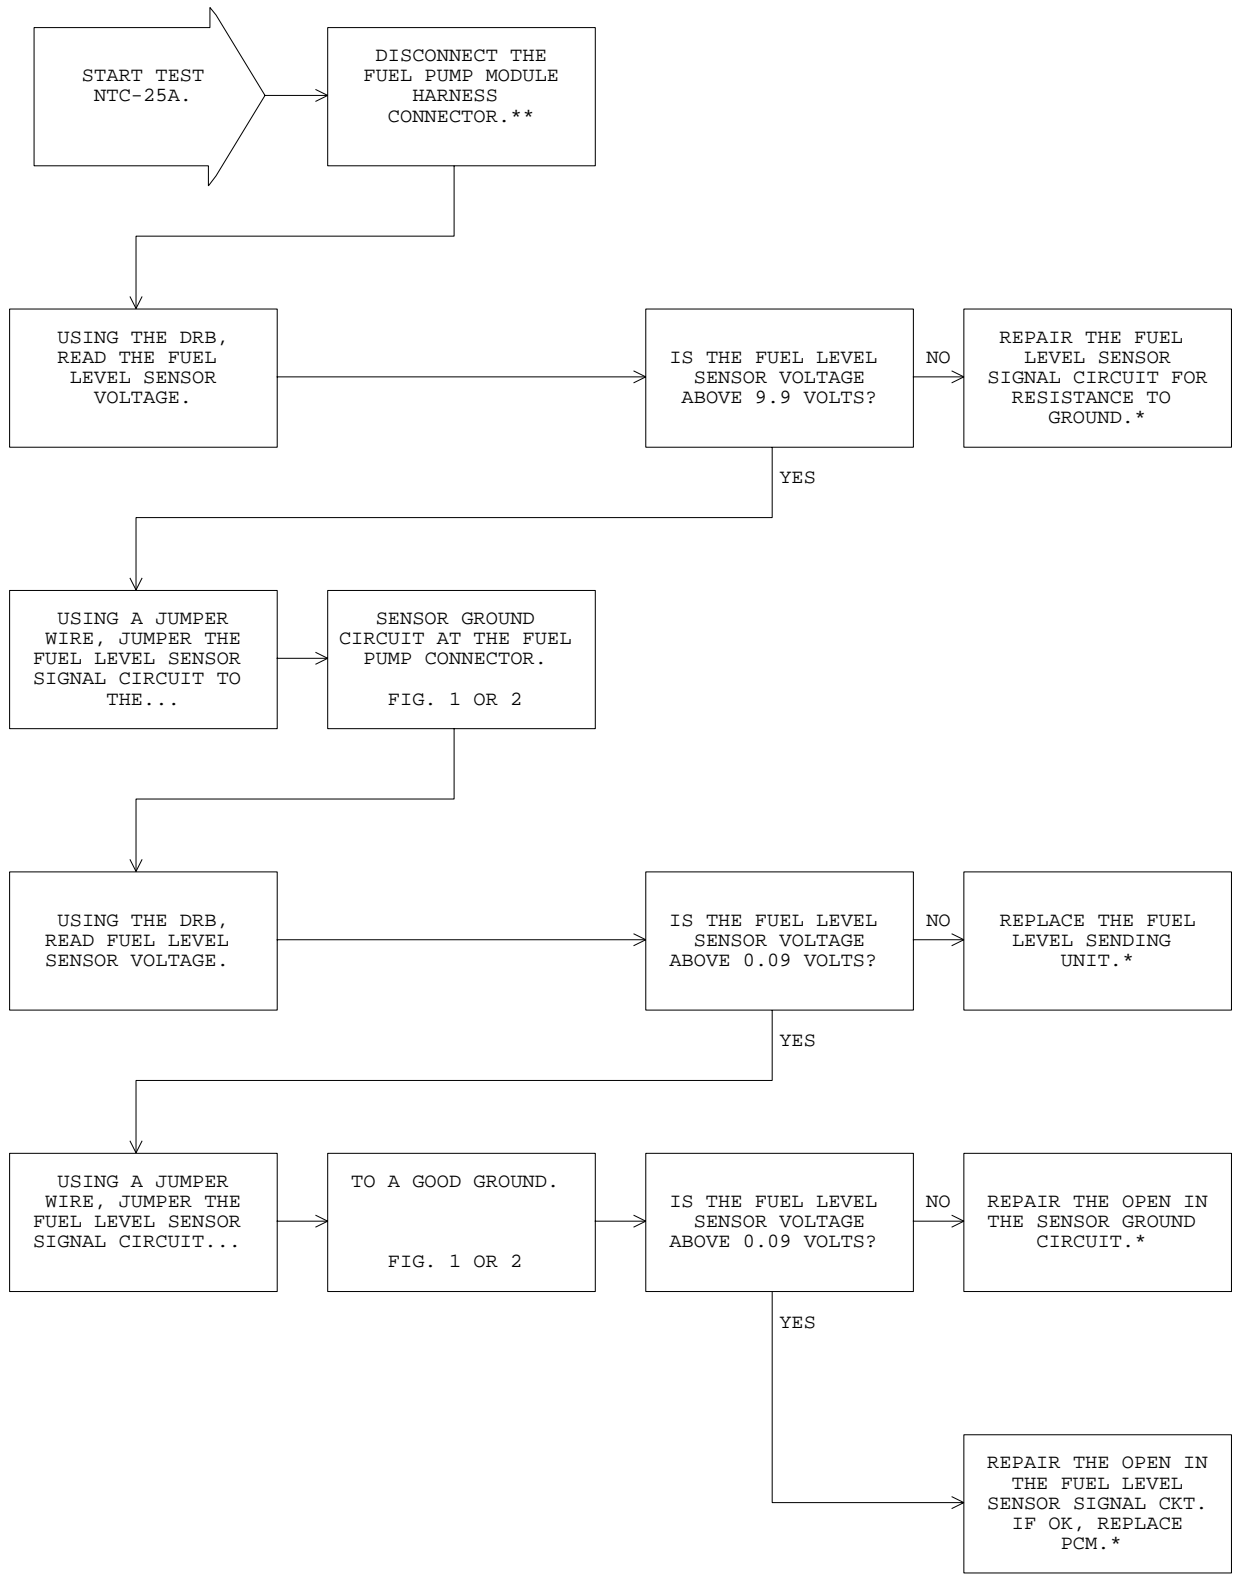 START TEST
NTC-25A.
DISCONNECT THE
FUEL PUMP MODULE
HARNESS
CONNECTOR.**
USING THE DRB,
READ THE FUEL
LEVEL SENSOR
VOLTAGE.
IS THE FUEL LEVEL
SENSOR VOLTAGE
ABOVE 9.9 VOLTS?
NO
REPAIR THE FUEL
LEVEL SENSOR
SIGNAL CIRCUIT FOR
RESISTANCE TO
GROUND.*
YES
USING A JUMPER
WIRE, JUMPER THE
FUEL LEVEL SENSOR
SIGNAL CIRCUIT TO
THE...
SENSOR GROUND
CIRCUIT AT THE FUEL
PUMP CONNECTOR.
FIG. 1 OR 2
USING THE DRB,
READ FUEL LEVEL
SENSOR VOLTAGE.
IS THE FUEL LEVEL
SENSOR VOLTAGE
ABOVE 0.09 VOLTS?
NO
REPLACE THE FUEL
LEVEL SENDING
UNIT.*
YES
USING A JUMPER
WIRE, JUMPER THE
FUEL LEVEL SENSOR
SIGNAL CIRCUIT...
TO A GOOD GROUND.
FIG. 1 OR 2
IS THE FUEL LEVEL
SENSOR VOLTAGE
ABOVE 0.09 VOLTS?
NO
REPAIR THE OPEN IN
THE SENSOR GROUND
CIRCUIT.*
YES
REPAIR THE OPEN IN
THE FUEL LEVEL
SENSOR SIGNAL CKT.
IF OK, REPLACE
PCM.*